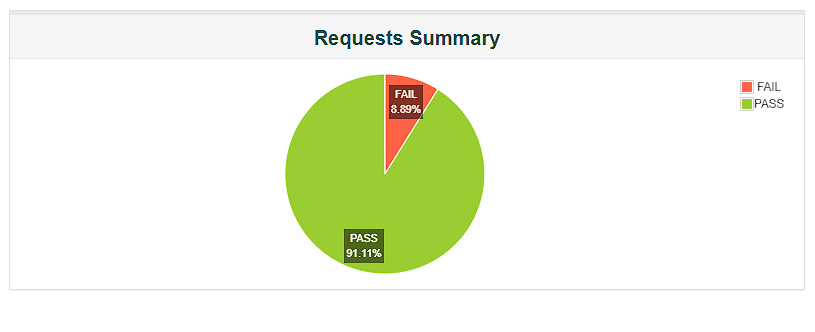 Requests Summary
FAIL
8.89%
FAIL
PASS
PASS
91.11%